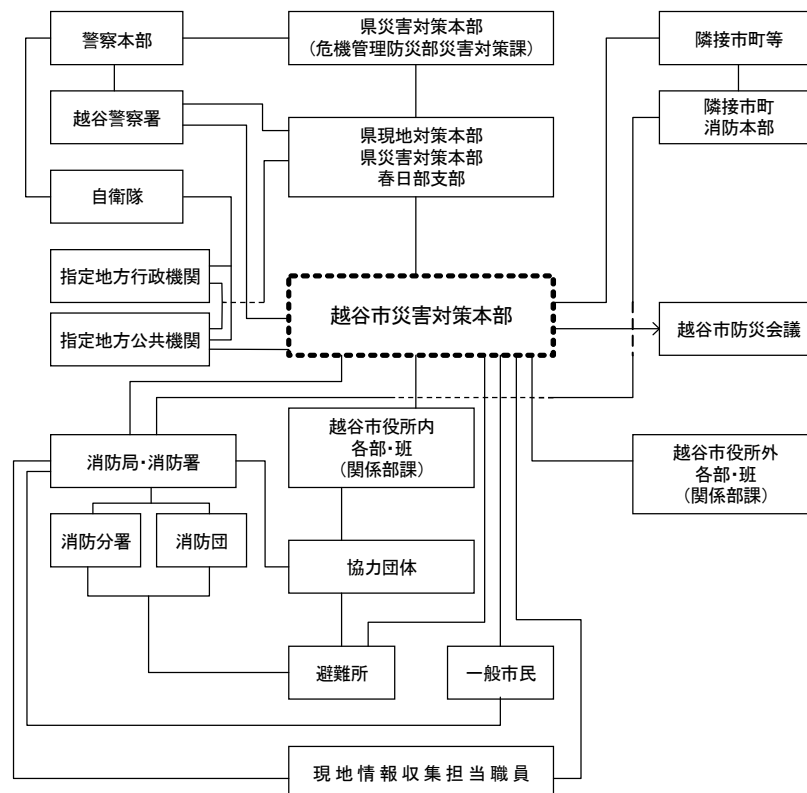 警察本部
県災害対策本部
(危機管理防災部災害対策課)
隣接市町等
越谷警察署
隣接市町
消防本部
県現地対策本部
県災害対策本部
春日部支部
自衛隊
指定地方行政機関
越谷市災害対策本部
指定地方公共機関
越谷市防災会議
消防局・消防署
越谷市役所内
各部・班
(関係部課)
越谷市役所外
各部・班
(関係部課)
消防分署
消防団
協力団体
避難所
一般市民
現地情報収集担当職員